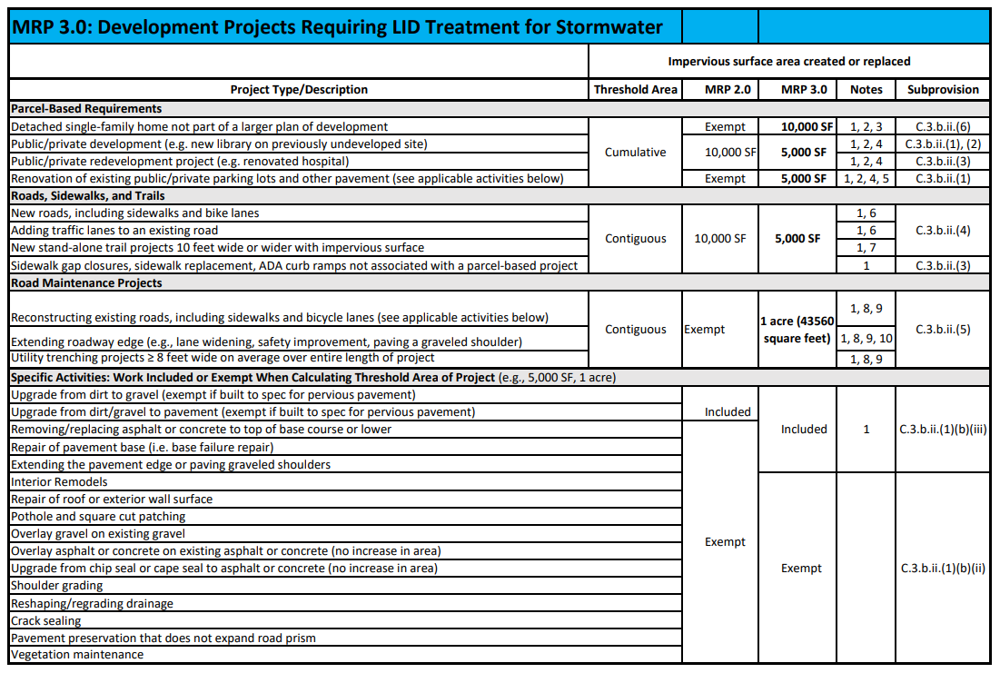 MRP 3.0: Development Projects Requiring LID Treatment for Stormwater
Impervious surface area created or replaced
Project Type/Description Threshold Area MRP 2.0 MRP 3.0 Notes Subprovision
Parcel-Based Requirements
Detached single-family home not part of a larger plan of development Cumulative Exempt 10,000 SF 1, 2, 3 C.3.b.ii.(6)
Public/private development (e.g. new library on previously undeveloped site) 10,000 SF 5,000 SF 1, 2, 4 C.3.b.ii.(1), (2)
Public/private redevelopment project (e.g. renovated hospital) 1, 2, 4 C.3.b.ii.(3)
Renovation of existing public/private parking lots and other pavement (see applicable activities below) Exempt 5,000 SF 1, 2, 4, 5 C.3.b.ii.(1)
Roads, Sidewalks, and Trails
New roads, including sidewalks and bike lanes Contiguous 10,000 SF 5,000 SF 1, 6 C.3.b.ii.(4)
Adding traffic lanes to an existing road 1, 6
New stand-alone trail projects 10 feet wide or wider with impervious surface 1, 7
Sidewalk gap closures, sidewalk replacement, ADA curb ramps not associated with a parcel-based project 1 C.3.b.ii.(3)
Road Maintenance Projects
Reconstructing existing roads, including sidewalks and bicycle lanes (see applicable activities below) Contiguous Exempt 1 acre (43560 1, 8, 9 C.3.b.ii.(5)
Extending roadway edge (e.g., lane widening, safety improvement, paving a graveled shoulder) square feet) 1, 8, 9, 10
Utility trenching projects ≥ 8 feet wide on average over entire length of project 1, 8, 9
Specific Activities: Work Included or Exempt When Calculating Threshold Area of Project (e.g., 5,000 SF, 1 acre)
Upgrade from dirt to gravel (exempt if built to spec for pervious pavement)
Upgrade from dirt/gravel to pavement (exempt if built to spec for pervious pavement) Included
Removing/replacing asphalt or concrete to top of base course or lower Included 1 C.3.b.ii.(1)(b)(iii)
Repair of pavement base (i.e. base failure repair)
Extending the pavement edge or paving graveled shoulders
Interior Remodels
Repair of roof or exterior wall surface
Pothole and square cut patching
Overlay gravel on existing gravel Exempt
Overlay asphalt or concrete on existing asphalt or concrete (no increase in area)
Upgrade from chip seal or cape seal to asphalt or concrete (no increase in area) Exempt C.3.b.ii.(1)(b)(ii)
Shoulder grading
Reshaping/regrading drainage
Crack sealing
Pavement preservation that does not expand road prism
Vegetation maintenance